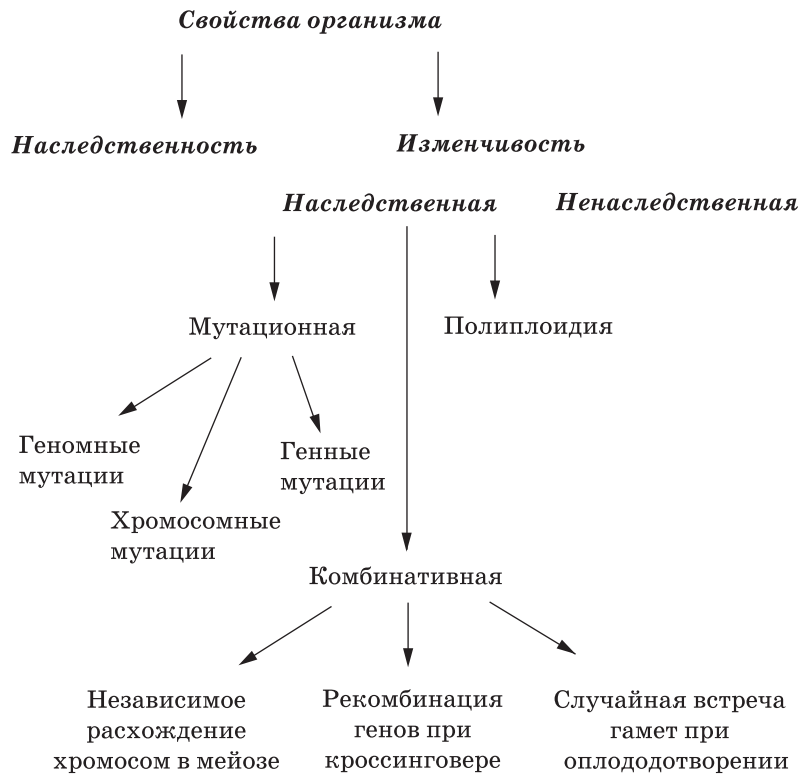 Свойства организма
Наследственность
Изменчивость
Наследственная
Ненаследственная
Мутационная
Полиплоидия
Геномные
мутации
Генные
мутации
Хромосомные
мутации
Комбинативная
Независимое
расхождение
хромосом в мейозе
Рекомбинация
генов при
кроссинговере
Случайная встреча
гамет при
оплододотворении